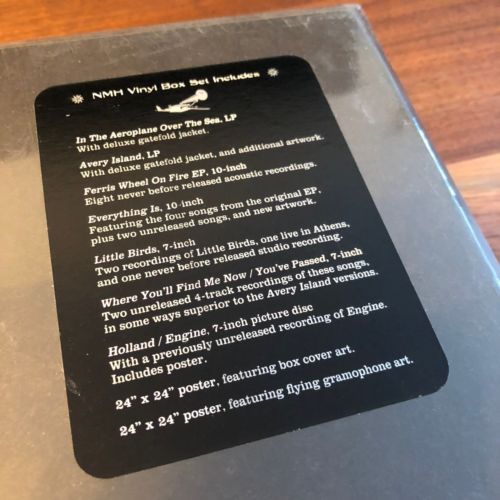 NMH Vinyl Box Set Includes
In The Aeroplane Over The Sea, LP
With deluxe gatefold jacket.
Avery Island, LP
With deluxe gatefold jacket, and additional artwork.
Ferris Wheel On Fire EP, 10-inch
Eight never before released acoustic recordings.
Everything Is, 10-inch
Featuring the four songs from the original EP,
plus two unreleased songs, and new artwork.
Little Birds, 7-inch
Two recordings of Little Birds, one live in Athens,
and one never before released studio recording.
Where You'll Find Me Now / You've Passed, 7-inch
Two unreleased 4-track recordings of these songs,
in some ways superior to the Avery Island versions.
Holland / Engine, 7-inch picture disc
With a previously unreleased recording of Engine.
Includes poster.
24" x 24" poster, featuring box cover art.
24" x 24" poster, featuring flying gramophone art.